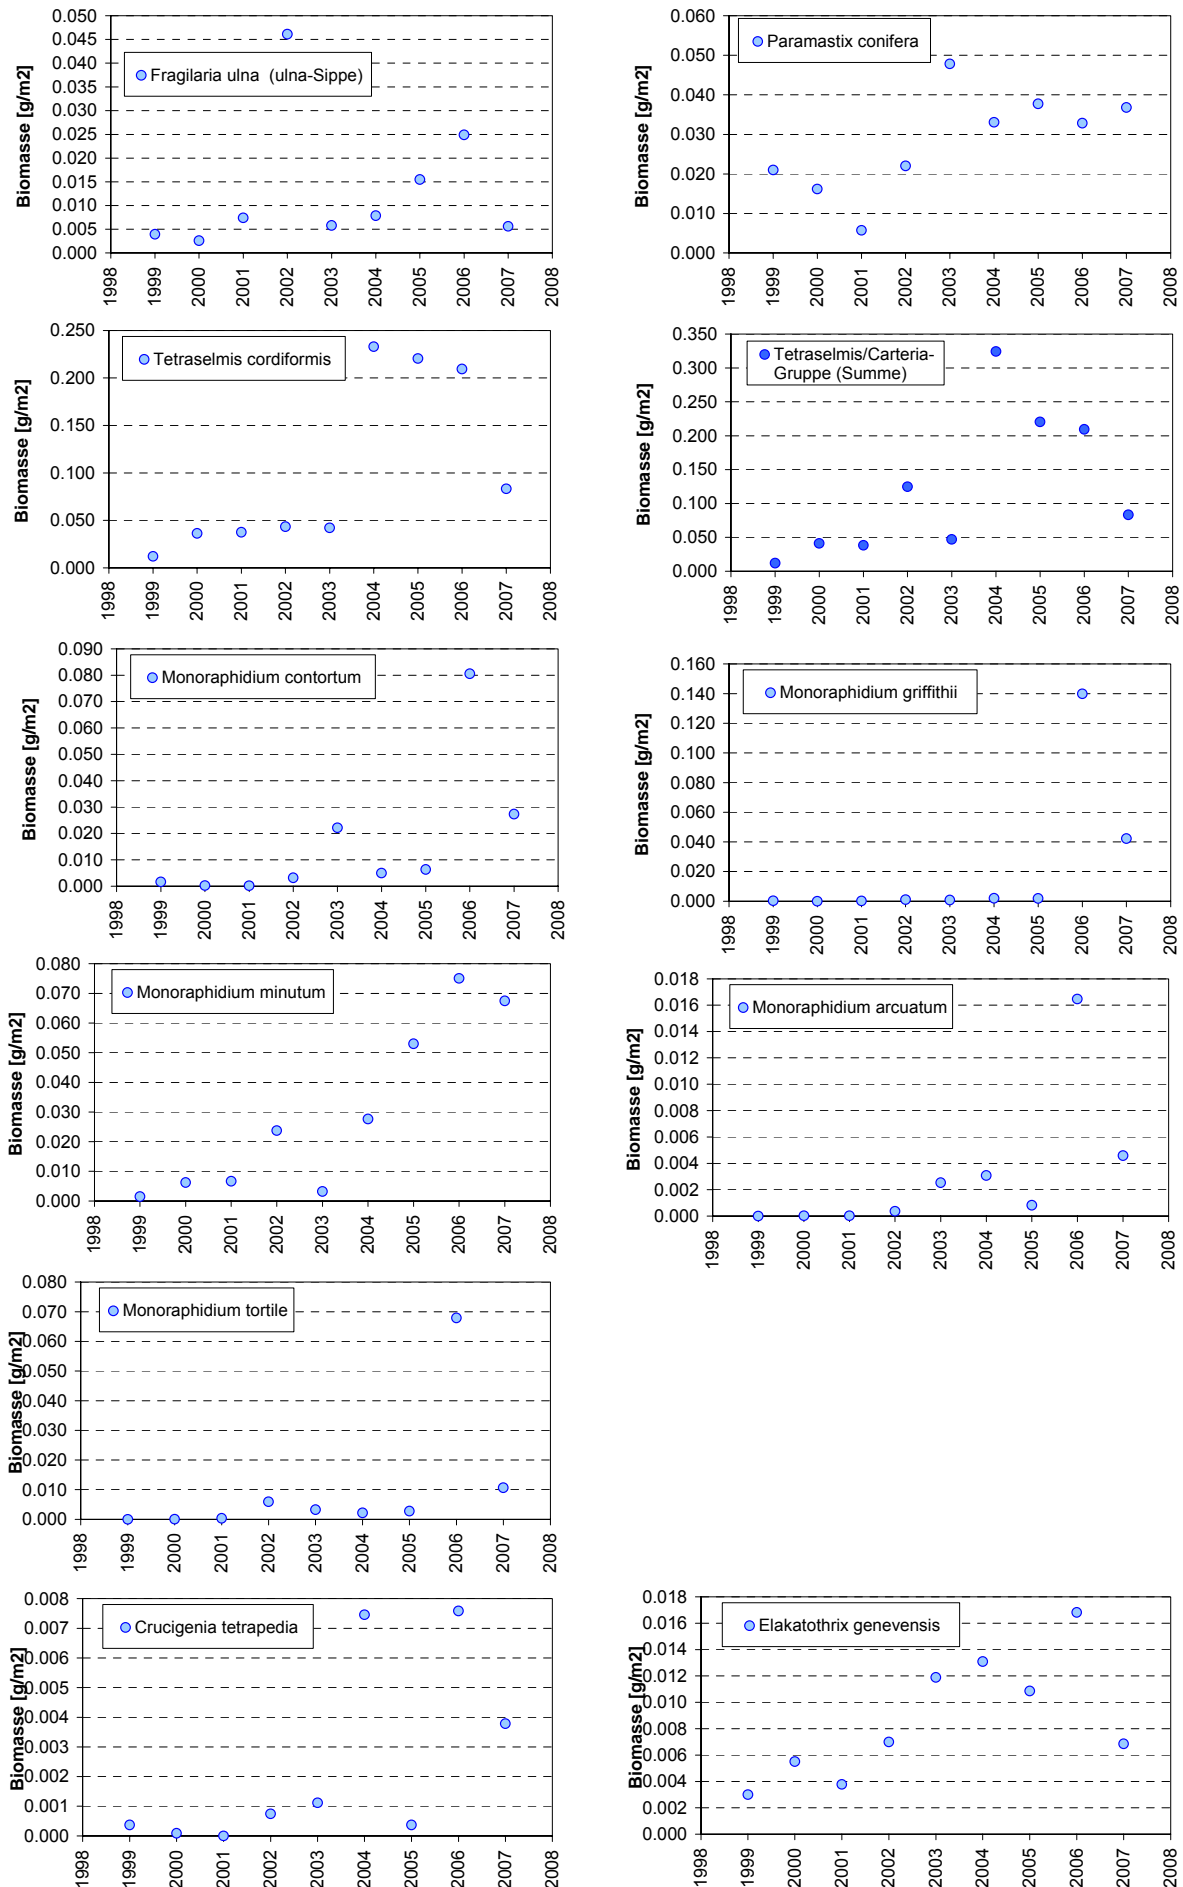 0.050
0.045
0.040
0.035
0.030
0.025
0.020
0.015
0.010
0.005
0.000
Biomasse [g/m2]
Fragilaria ulna (ulna-Sippe)
1998 1999 2000 2001 2002 2003 2004 2005 2006 2007 2008
0.060
0.050
0.040
0.030
0.020
0.010
0.000
Biomasse [g/m2]
Paramastix conifera
1998 1999 2000 2001 2002 2003 2004 2005 2006 2007 2008
0.250
0.200
0.150
0.100
0.050
0.000
Biomasse [g/m2]
Tetraselmis cordiformis
1998 1999 2000 2001 2002 2003 2004 2005 2006 2007 2008
0.350
0.300
0.250
0.200
0.150
0.100
0.050
0.000
Biomasse [g/m2]
Tetraselmis/Carteria-
Gruppe (Summe)
1998 1999 2000 2001 2002 2003 2004 2005 2006 2007 2008
0.090
0.080
0.070
0.060
0.050
0.040
0.030
0.020
0.010
0.000
Biomasse [g/m2]
Monoraphidium contortum
1998 1999 2000 2001 2002 2003 2004 2005 2006 2007 2008
0.160
0.140
0.120
0.100
0.080
0.060
0.040
0.020
0.000
Biomasse [g/m2]
Monoraphidium griffithii
1998 1999 2000 2001 2002 2003 2004 2005 2006 2007 2008
0.080
0.070
0.060
0.050
0.040
0.030
0.020
0.010
0.000
Biomasse [g/m2]
Monoraphidium minutum
1998 1999 2000 2001 2002 2003 2004 2005 2006 2007 2008
0.018
0.016
0.014
0.012
0.010
0.008
0.006
0.004
0.002
0.000
Biomasse [g/m2]
Monoraphidium arcuatum
1998 1999 2000 2001 2002 2003 2004 2005 2006 2007 2008
0.080
0.070
0.060
0.050
0.040
0.030
0.020
0.010
0.000
Biomasse [g/m2]
Monoraphidium tortile
1998 1999 2000 2001 2002 2003 2004 2005 2006 2007 2008
0.008
0.007
0.006
0.005
0.004
0.003
0.002
0.001
0.000
Biomasse [g/m2]
Crucigenia tetrapedia
1998 1999 2000 2001 2002 2003 2004 2005 2006 2007 2008
0.018
0.016
0.014
0.012
0.010
0.008
0.006
0.004
0.002
0.000
Biomasse [g/m2]
Elakatothrix genevensis
1998 1999 2000 2001 2002 2003 2004 2005 2006 2007 2008